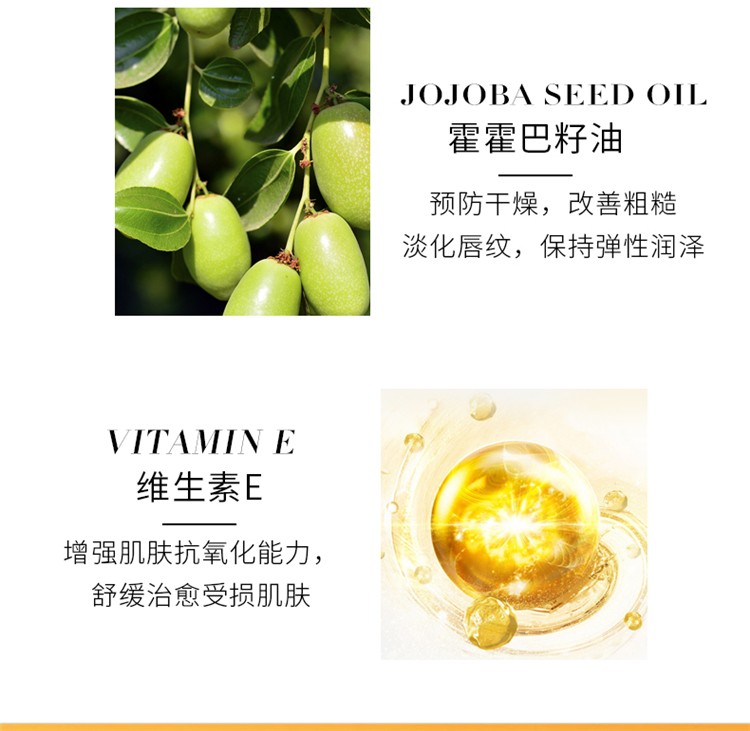 JOJOBA SEED OIL
霍霍巴籽油
预防干燥，改善粗糙
淡化唇纹，保持弹性润泽
VITAMIN E
维生素E
增强肌肤抗氧化能力，
舒缓治愈受损肌肤